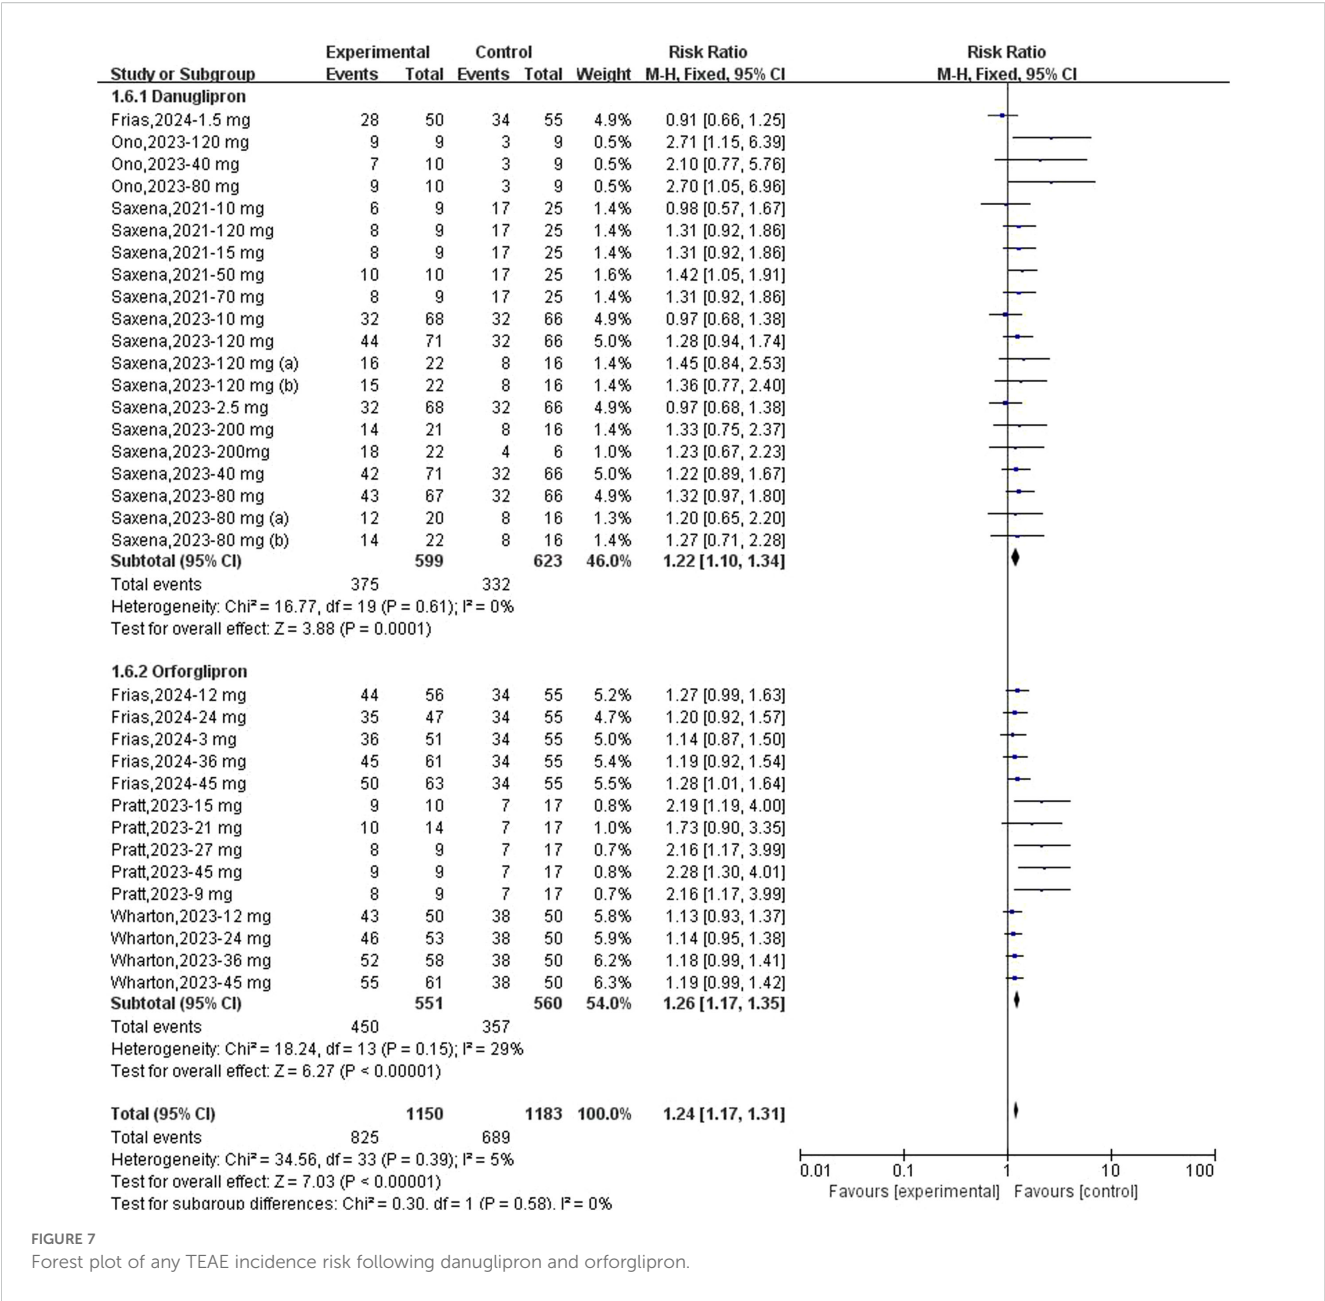 Experimental Control Risk Ratio Risk Ratio
Study or Subgroup Events Total Events Total Weight M-H, Fixed, 95% CI M-H, Fixed, 95% CI
1.6.1 Danuglipron
Frias,2024-1.5 mg 28 50 34 55 4.9% 0.91 [0.66, 1.25]
Ono,2023-120 mg 9 9 3 9 0.5% 2.71 [1.15, 6.39]
Ono,2023-40 mg 7 10 3 9 0.5% 2.10 [0.77, 5.76]
Ono,2023-80 mg 9 10 3 9 0.5% 2.70 [1.05, 6.96]
Saxena,2021-10 mg 6 9 17 25 1.4% 0.98 [0.57, 1.67]
Saxena,2021-120 mg 8 9 17 25 1.4% 1.31 [0.92, 1.86]
Saxena,2021-15 mg 8 9 17 25 1.4% 1.31 [0.92, 1.86]
Saxena,2021-50 mg 10 10 17 25 1.6% 1.42 [1.05, 1.91]
Saxena,2021-70 mg 8 9 17 25 1.4% 1.31 [0.92, 1.86]
Saxena,2023-10 mg 32 68 32 66 4.9% 0.97 [0.68, 1.38]
Saxena,2023-120 mg 44 71 32 66 5.0% 1.28 [0.94, 1.74]
Saxena,2023-120 mg (a) 16 22 8 16 1.4% 1.45 [0.84, 2.53]
Saxena,2023-120 mg (b) 15 22 8 16 1.4% 1.36 [0.77, 2.40]
Saxena,2023-2.5 mg 32 68 32 66 4.9% 0.97 [0.68, 1.38]
Saxena,2023-200 mg 14 21 8 16 1.4% 1.33 [0.75, 2.37]
Saxena,2023-200mg 18 22 4 6 1.0% 1.23 [0.67, 2.23]
Saxena,2023-40 mg 42 71 32 66 5.0% 1.22 [0.89, 1.67]
Saxena,2023-80 mg 43 67 32 66 4.9% 1.32 [0.97, 1.80]
Saxena,2023-80 mg (a) 12 20 8 16 1.3% 1.20 [0.65, 2.20]
Saxena,2023-80 mg (b) 14 22 8 16 1.4% 1.27 [0.71, 2.28]
Subtotal (95% CI) 599 623 46.0% 1.22 [1.10, 1.34]
Total events 375 332
Heterogeneity: Chi² = 16.77, df = 19 (P = 0.61); I² = 0%
Test for overall effect: Z = 3.88 (P = 0.0001)
1.6.2 Orforglipron
Frias,2024-12 mg 44 56 34 55 5.2% 1.27 [0.99, 1.63]
Frias,2024-24 mg 35 47 34 55 4.7% 1.20 [0.92, 1.57]
Frias,2024-3 mg 36 51 34 55 5.0% 1.14 [0.87, 1.50]
Frias,2024-36 mg 45 61 34 55 5.4% 1.19 [0.92, 1.54]
Frias,2024-45 mg 50 63 34 55 5.5% 1.28 [1.01, 1.64]
Pratt,2023-15 mg 9 10 7 17 0.8% 2.19 [1.19, 4.00]
Pratt,2023-21 mg 10 14 7 17 1.0% 1.73 [0.90, 3.35]
Pratt,2023-27 mg 8 9 7 17 0.7% 2.16 [1.17, 3.99]
Pratt,2023-45 mg 9 9 7 17 0.8% 2.28 [1.30, 4.01]
Pratt,2023-9 mg 8 9 7 17 0.7% 2.16 [1.17, 3.99]
Wharton,2023-12 mg 43 50 38 50 5.8% 1.13 [0.93, 1.37]
Wharton,2023-24 mg 46 53 38 50 5.9% 1.14 [0.95, 1.38]
Wharton,2023-36 mg 52 58 38 50 6.2% 1.18 [0.99, 1.41]
Wharton,2023-45 mg 55 61 38 50 6.3% 1.19 [0.99, 1.42]
Subtotal (95% CI) 551 560 54.0% 1.26 [1.17, 1.35]
Total events 450 357
Heterogeneity: Chi² = 18.24, df = 13 (P = 0.15); I² = 29%
Test for overall effect: Z = 6.27 (P < 0.00001)
Total (95% CI) 1150 1183 100.0% 1.24 [1.17, 1.31]
Total events 825 689
Heterogeneity: Chi² = 34.56, df = 33 (P = 0.39); I² = 5%
Test for overall effect: Z = 7.03 (P < 0.00001)
Test for subgroup differences: Chi² = 0.30, df = 1 (P = 0.58), I² = 0%
0.01 0.1 1 10 100
Favours [experimental] Favours [control]
FIGURE 7
Forest plot of any TEAE incidence risk following danuglipron and orforglipron.